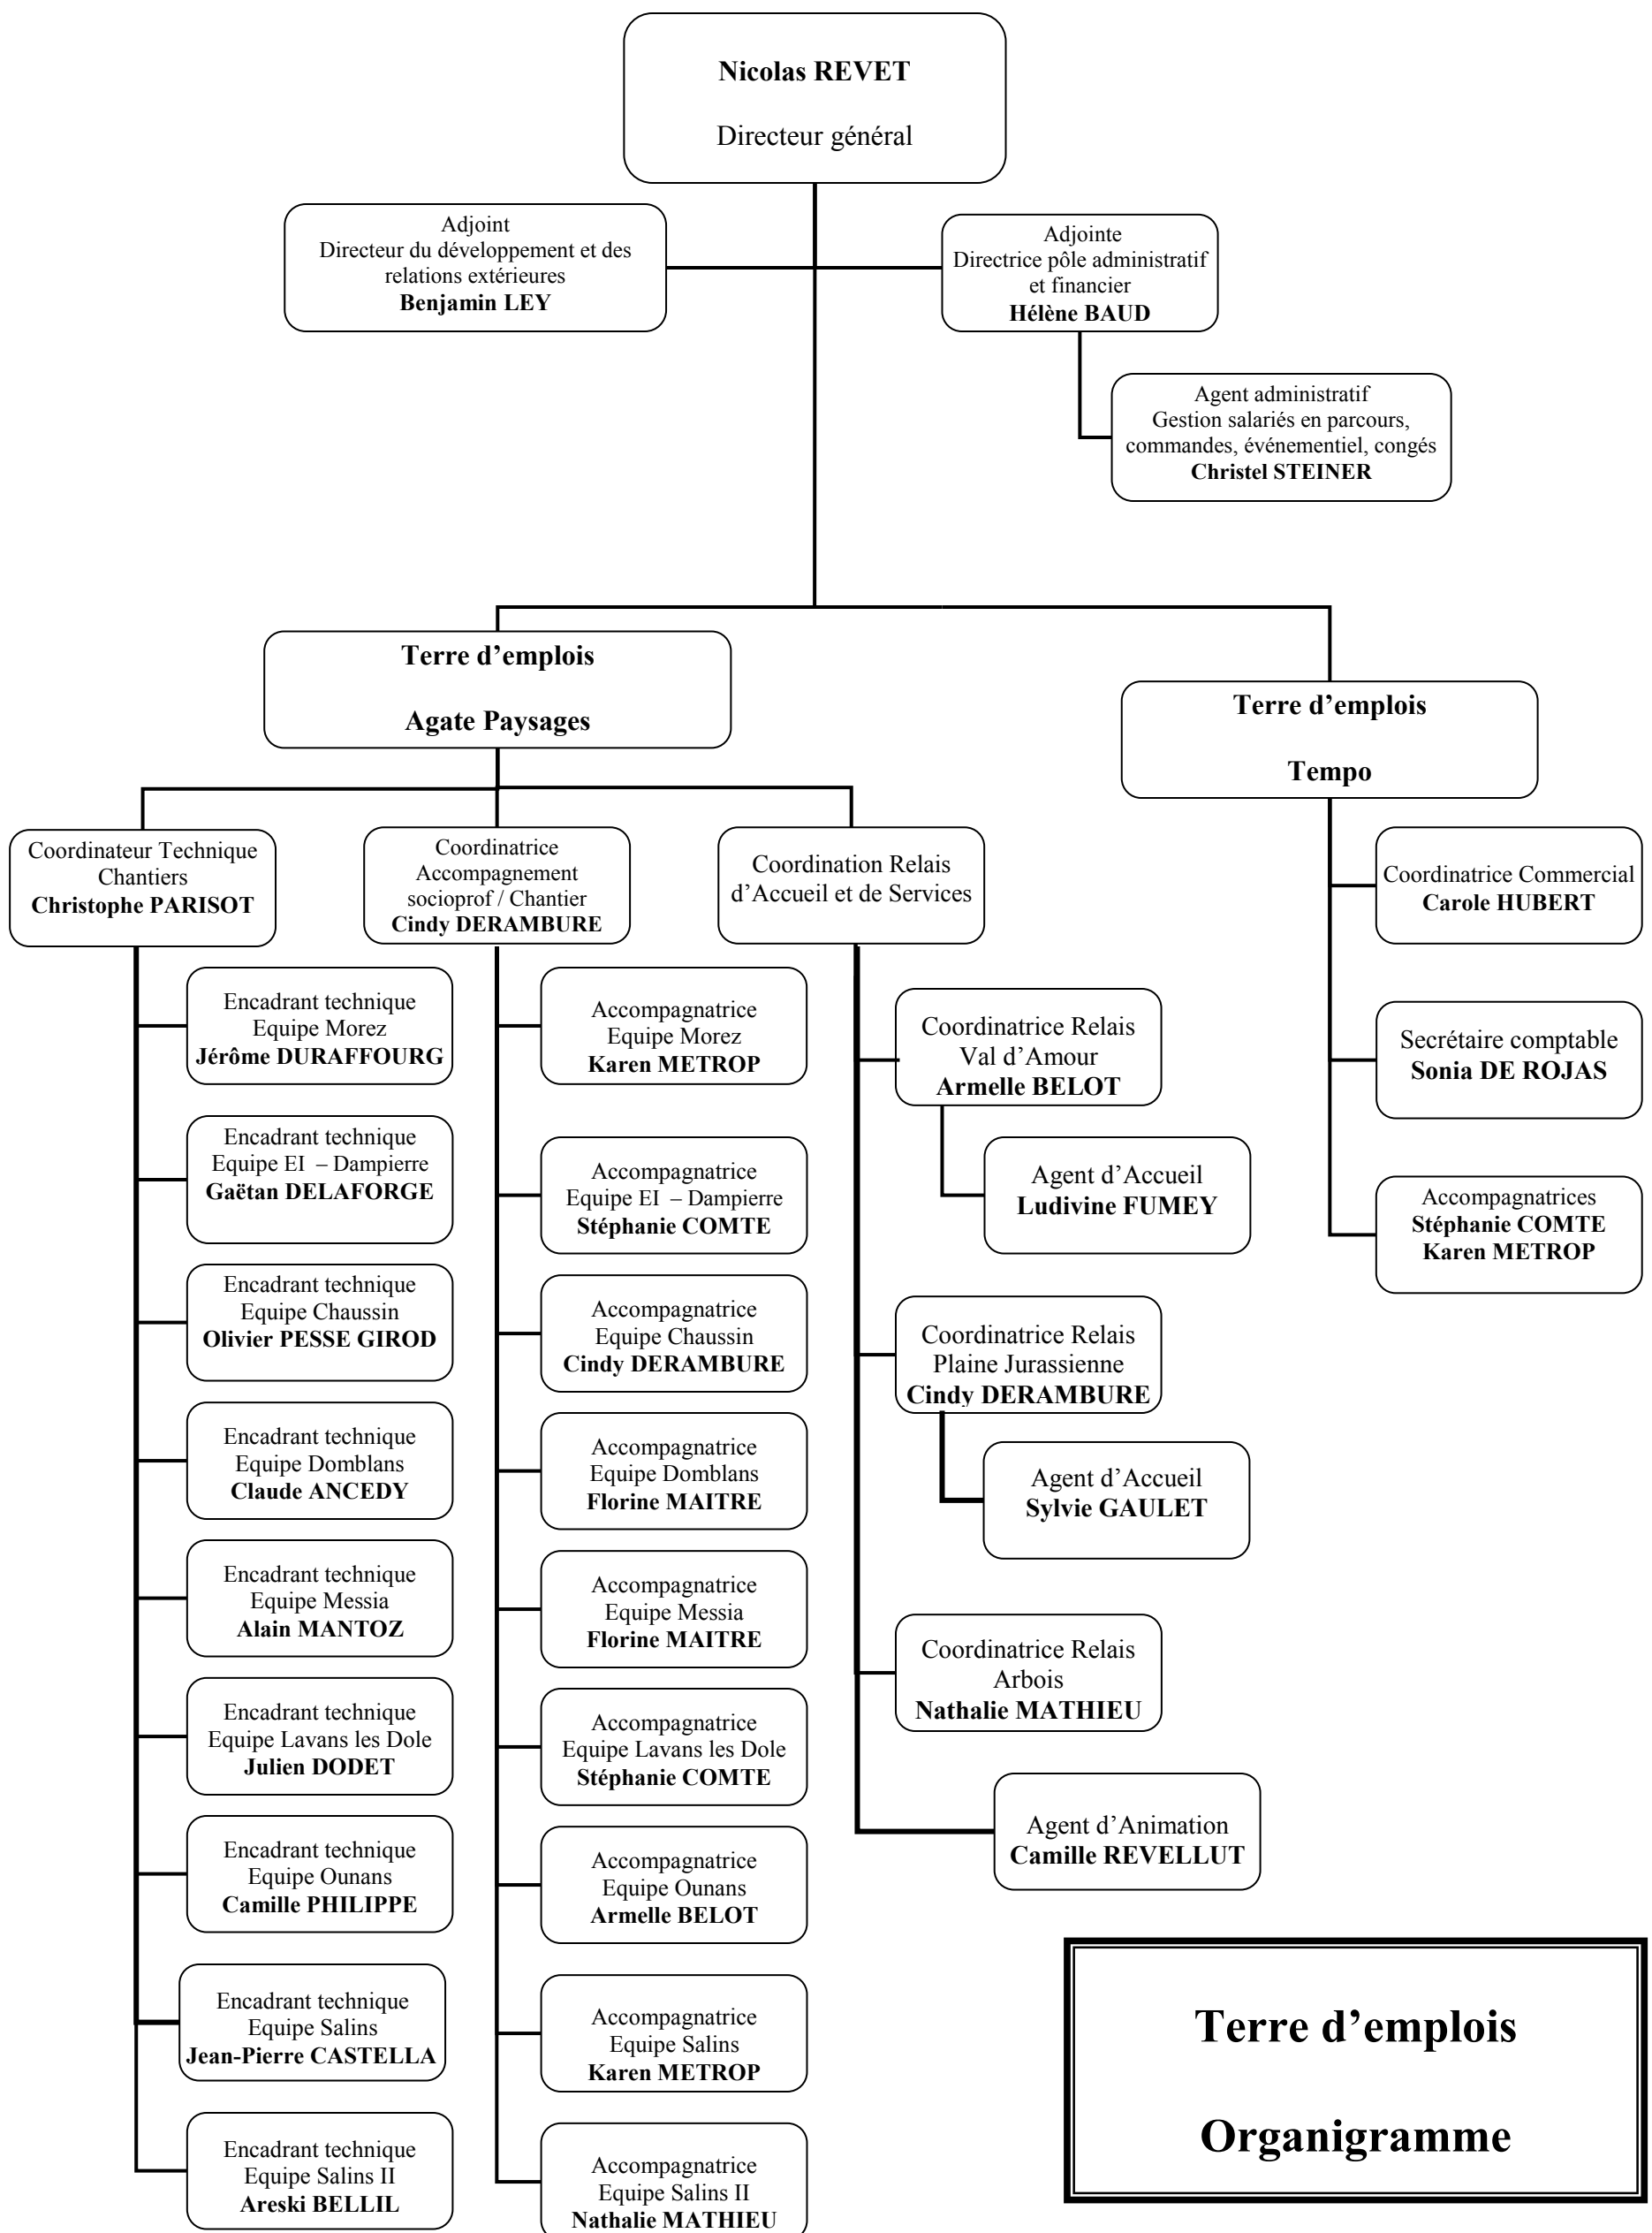 Nicolas REVET
Directeur général
Adjoint
Directeur du développement et des
relations extérieures
Benjamin LEY
Adjointe
Directrice pôle administratif
et financier
Hélène BAUD
Agent administratif
Gestion salariés en parcours,
commandes, événementiel, congés
Christel STEINER
Terre d’emplois
Agate Paysages
Terre d’emplois
Tempo
Coordinateur Technique
Chantiers
Christophe PARISOT
Encadrant technique
Equipe Morez
Jérôme DURAFFOURG
Encadrant technique
Equipe EI – Dampierre
Gaëtan DELAFORGE
Encadrant technique
Equipe Chaussin
Olivier PESSE GIROD
Encadrant technique
Equipe Domblans
Claude ANCEDY
Encadrant technique
Equipe Messia
Alain MANTOZ
Encadrant technique
Equipe Lavans les Dole
Julien DODET
Encadrant technique
Equipe Ounans
Camille PHILIPPE
Encadrant technique
Equipe Salins
Jean-Pierre CASTELLA
Encadrant technique
Equipe Salins II
Areski BELLIL
Coordinatrice
Accompagnement
socioprof / Chantier
Cindy DERAMBURE
Accompagnatrice
Equipe Morez
Karen METROP
Accompagnatrice
Equipe EI – Dampierre
Stéphanie COMTE
Accompagnatrice
Equipe Chaussin
Cindy DERAMBURE
Accompagnatrice
Equipe Domblans
Florine MAITRE
Accompagnatrice
Equipe Messia
Florine MAITRE
Accompagnatrice
Equipe Lavans les Dole
Stéphanie COMTE
Accompagnatrice
Equipe Ounans
Armelle BELOT
Accompagnatrice
Equipe Salins
Karen METROP
Accompagnatrice
Equipe Salins II
Nathalie MATHIEU
Coordination Relais
d’Accueil et de Services
Coordinatrice Relais
Val d’Amour
Armelle BELOT
Agent d’Accueil
Ludivine FUMEY
Coordinatrice Relais
Plaine Jurassienne
Cindy DERAMBURE
Agent d’Accueil
Sylvie GAULET
Coordinatrice Relais
Arbois
Nathalie MATHIEU
Agent d’Animation
Camille REVELLUT
Coordinatrice Commercial
Carole HUBERT
Secrétaire comptable
Sonia DE ROJAS
Accompagnatrices
Stéphanie COMTE
Karen METROP
Terre d’emplois
Organigramme